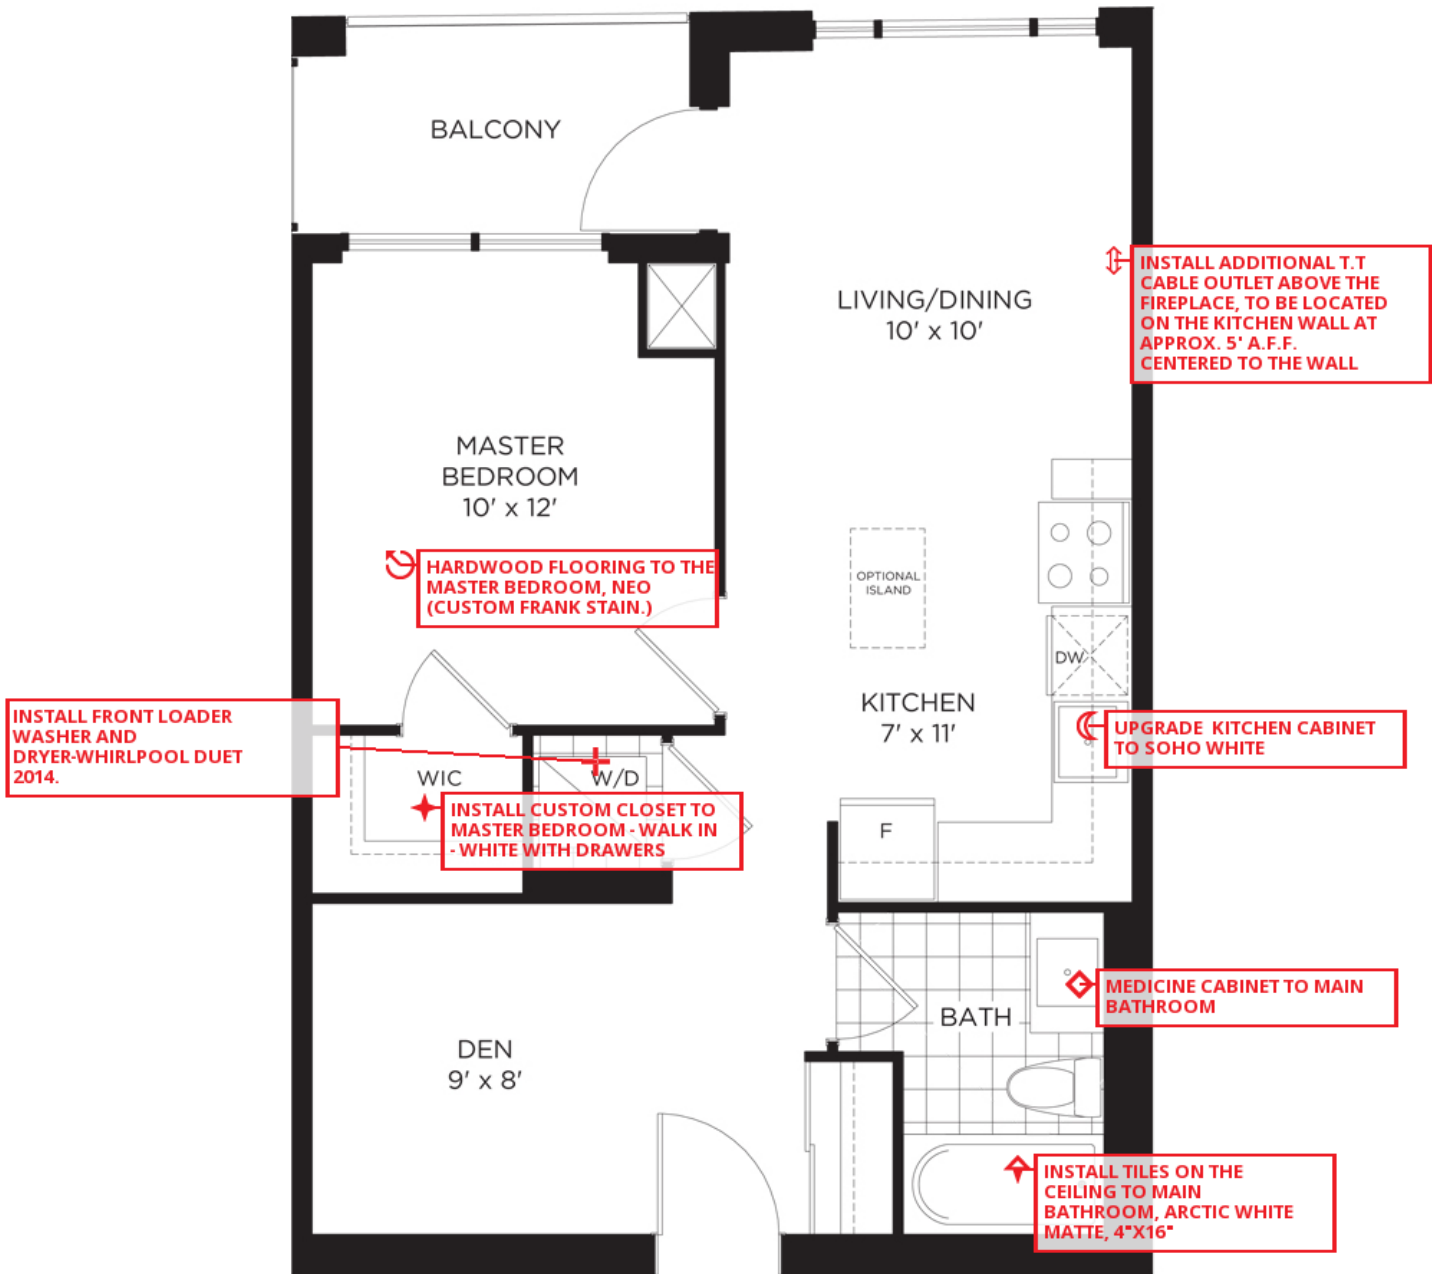 BALCONY
LIVING/DINING
10' x 10'
INSTALL ADDITIONAL T.T
CABLE OUTLET ABOVE THE
FIREPLACE, TO BE LOCATED
ON THE KITCHEN WALL AT
APPROX. 5' A.F.F.
CENTERED TO THE WALL
MASTER
BEDROOM
10' x 12'
HARDWOOD FLOORING TO THE
MASTER BEDROOM, NEO
(CUSTOM FRANK STAIN.)
OPTIONAL
ISLAND
DW
KITCHEN
7' x 11'
UPGRADE  KITCHEN CABINET
TO SOHO WHITE
INSTALL FRONT LOADER
WASHER AND
DRYER-WHIRLPOOL DUET
2014.
WIC
W/D
INSTALL CUSTOM CLOSET TO
MASTER BEDROOM - WALK IN
- WHITE WITH DRAWERS
F
MEDICINE CABINET TO MAIN
BATHROOM
BATH
DEN
9' x 8'
INSTALL TILES ON THE
CEILING TO MAIN
BATHROOM, ARCTIC WHITE
MATTE, 4"X16"